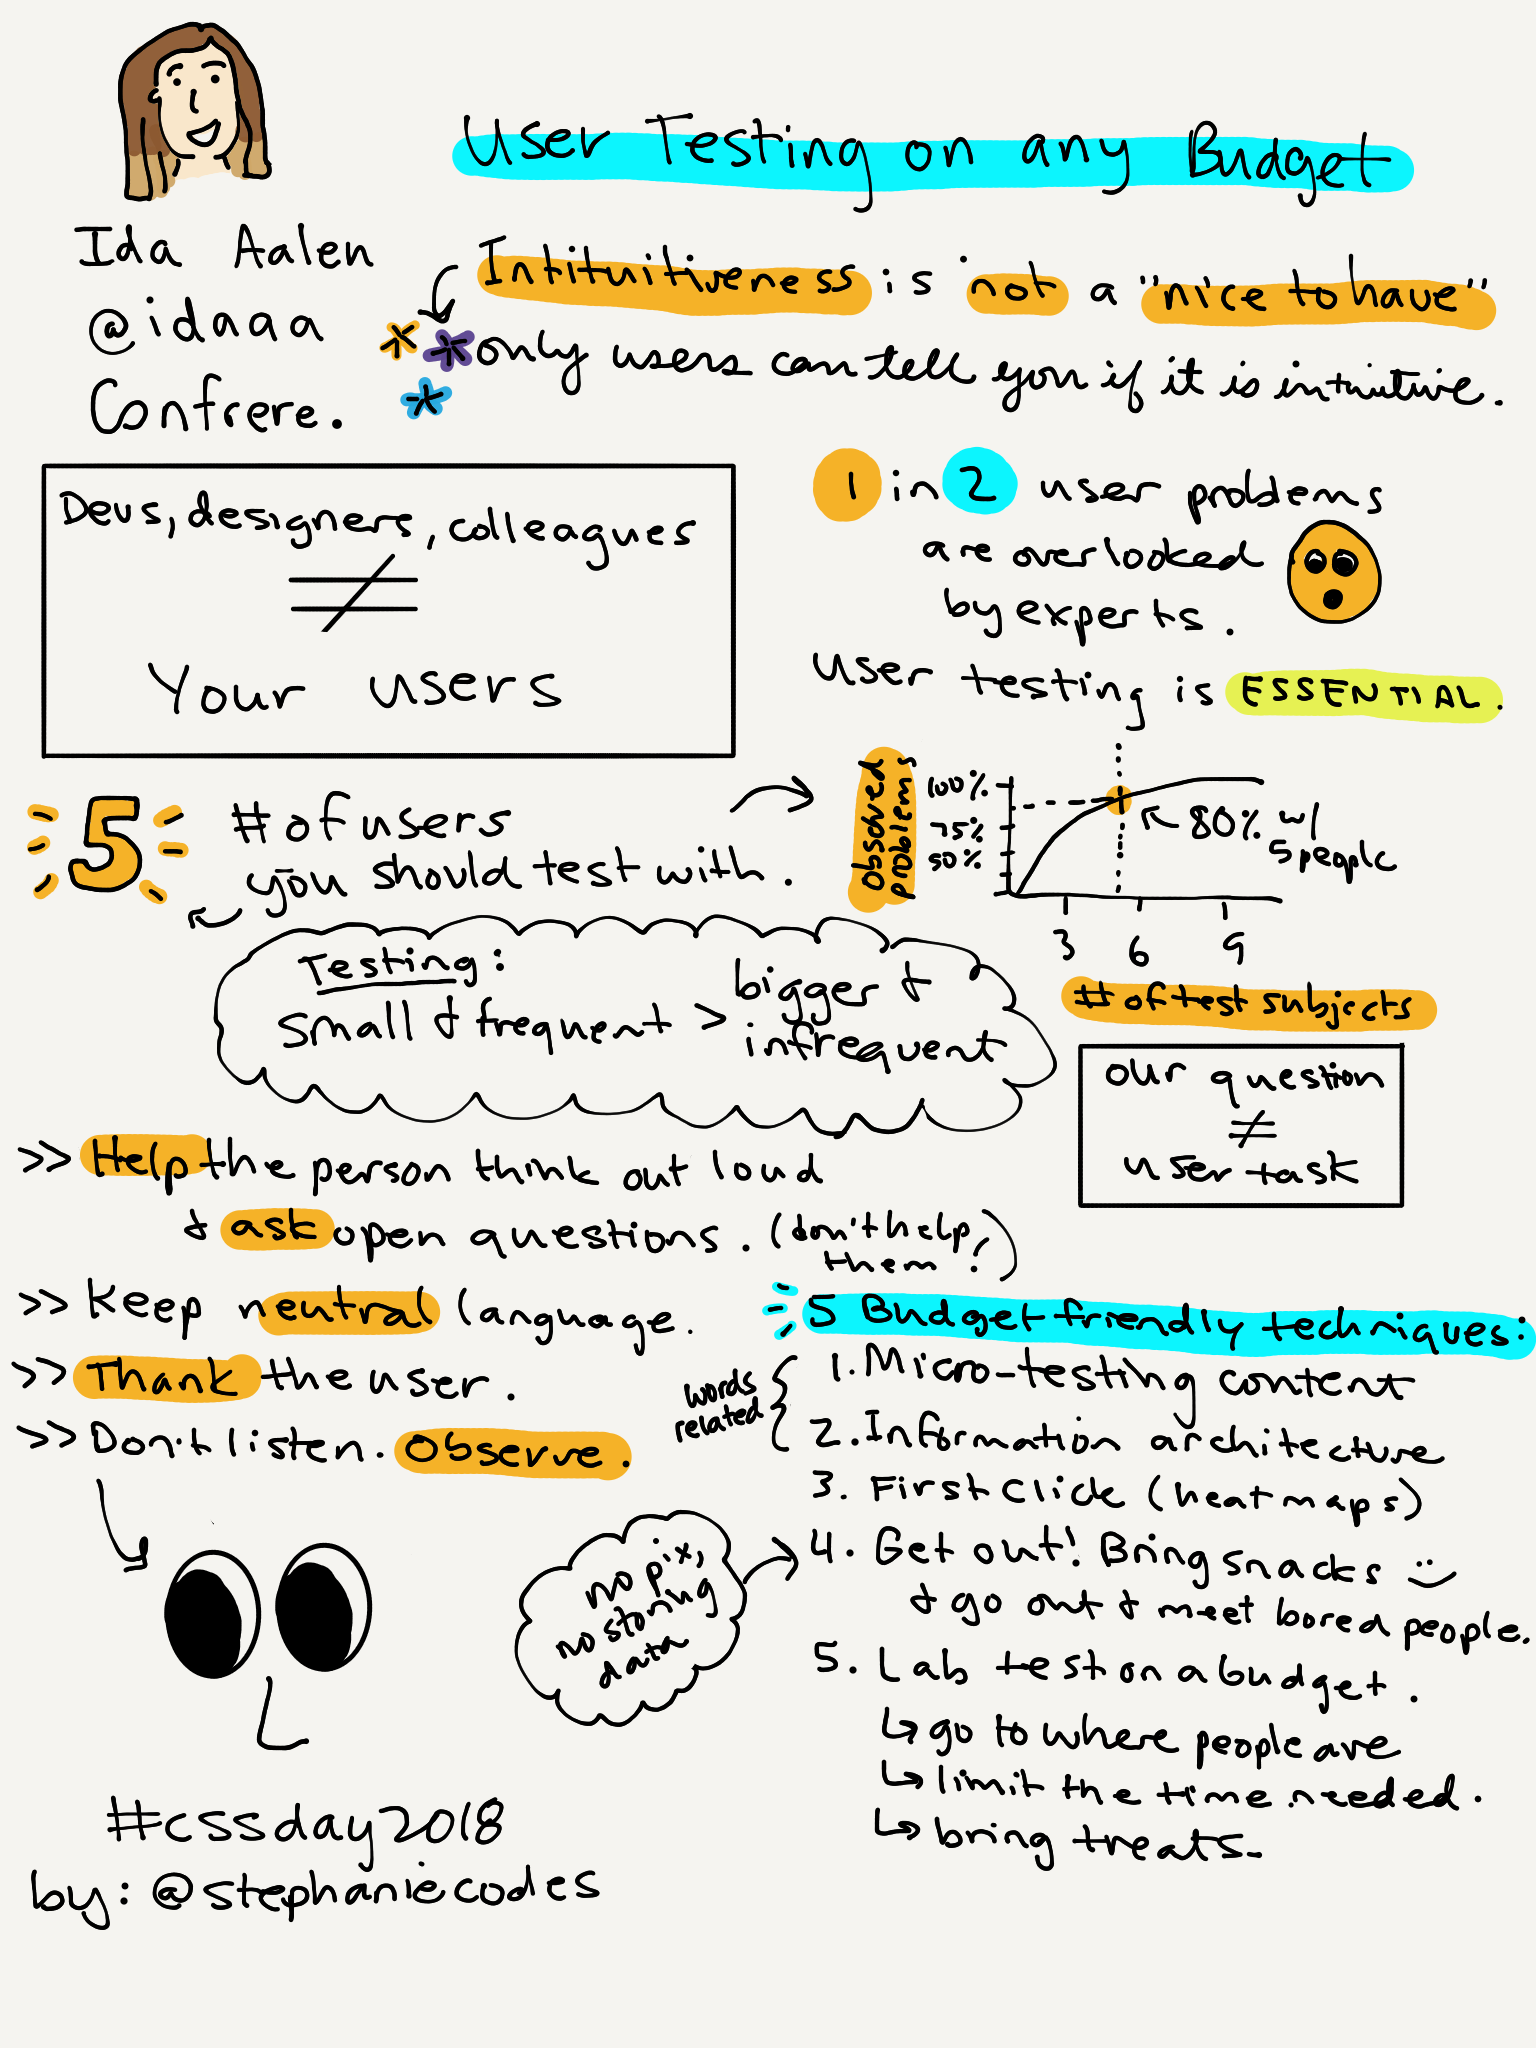 User Testing on any Budget
Ida Aalen
@idaaa
Confrere.
Intituitiveness is not a "nice to have"
only users can tell you if it is intuitive.
Devs, designers, colleagues
≠
Your users
1 in 2 user problems
are overlooked
by experts.
User testing is ESSENTIAL.
5 # of users
you should test with.
Observed
problems
100%
75%
50%
80% w/
5 people
3 6 9
# of test subjects
Testing:
small & frequent > bigger &
infrequent
our question
≠
user task
>> Help the person think out loud
& ask open questions. (don't help
them!)
>> Keep neutral language.
>> Thank the user.
>> Don't listen. Observe.
5 Budget friendly techniques:
words
related
1. Micro-testing content
2. Information architecture
3. First Click (heatmaps)
4. Get out! Bring snacks
& go out & meet bored people.
no pix,
no storing
data
5. Lab test on a budget.
↳ go to where people are
↳ limit the time needed.
↳ bring treats.
#cssday2018
by: @stephaniecodes